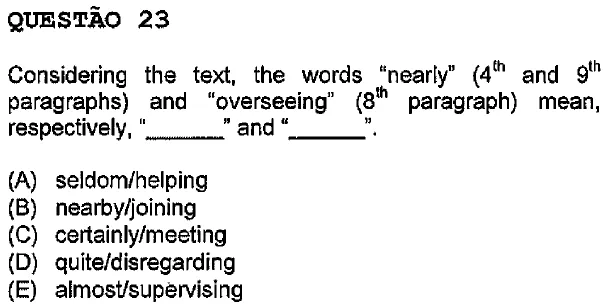 QUESTÃO 23
Considering the text, the words "nearly" (4th and 9th
paragraphs) and "overseeing" (8th paragraph) mean,
respectively, "________" and "_______".
(A) seldom/helping
(B) nearby/joining
(C) certainly/meeting
(D) quite/disregarding
(E) almost/supervising